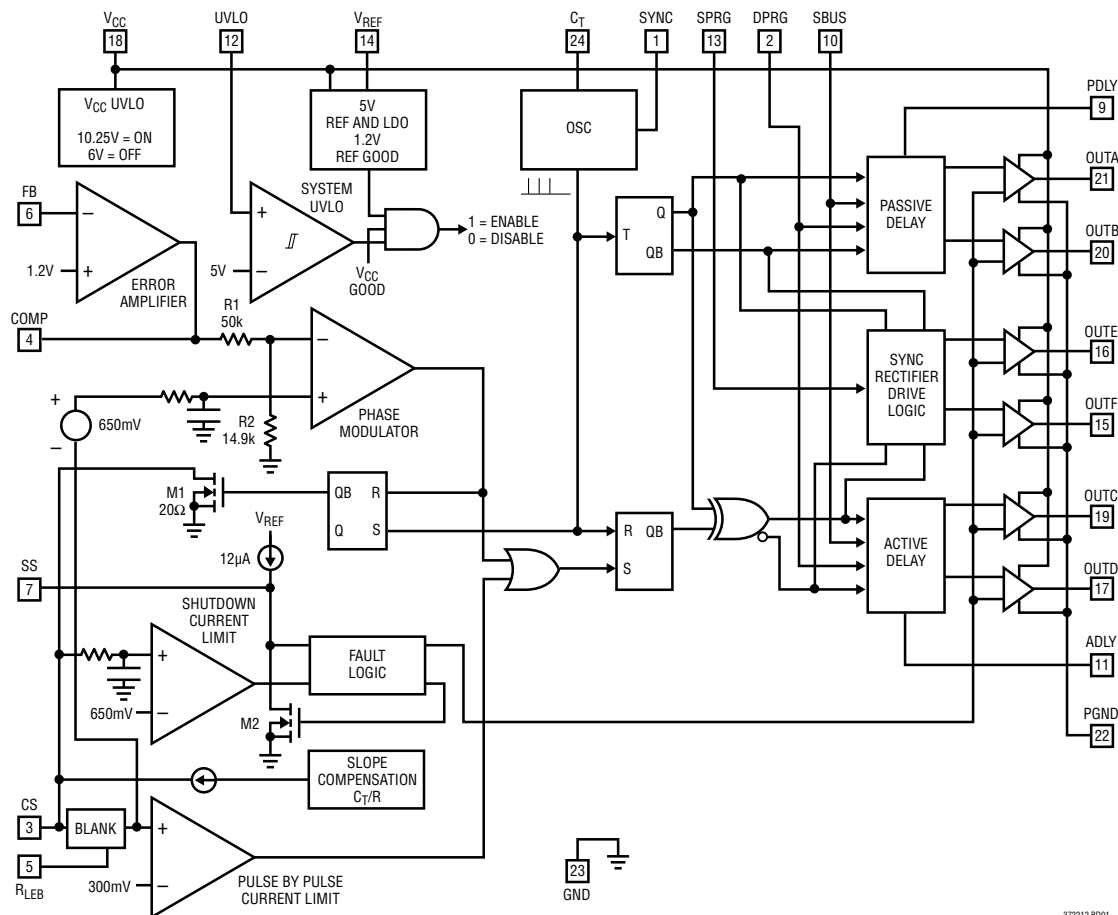 VCC
18
UVLO
12
VREF
14
CT
24
SYNC
1
SPRG
13
DPRG
2
SBUS
10
PDLY
9
VCC UVLO
10.25V = ON
6V = OFF
5V
REF AND LDO
1.2V
REF GOOD
OSC
FB
6
−
+
1.2V
ERROR
AMPLIFIER
SYSTEM
UVLO
+
−
5V
1 = ENABLE
0 = DISABLE
VCC
GOOD
T
Q
QB
PASSIVE
DELAY
OUTA
21
OUTB
20
COMP
4
R1
50k
R2
14.9k
−
+
PHASE
MODULATOR
+
−
650mV
SYNC
RECTIFIER
DRIVE
LOGIC
OUTE
16
OUTF
15
M1
20Ω
QB
R
Q
S
VREF
12µA
SS
7
R
QB
S
ACTIVE
DELAY
OUTC
19
OUTD
17
ADLY
11
PGND
22
SHUTDOWN
CURRENT
LIMIT
+
−
650mV
FAULT
LOGIC
M2
SLOPE
COMPENSATION
CT/R
CS
3
BLANK
5
RLEB
+
−
300mV
PULSE BY PULSE
CURRENT LIMIT
23
GND
372212 BD01